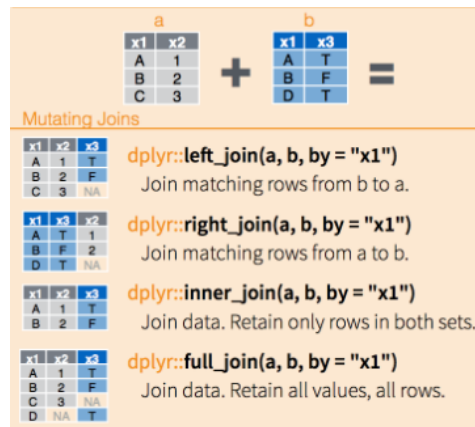 a b
x1 x2 x1 x3
A 1 A T
B 2 + B F =
C 3 D T
Mutating Joins
x1 x2 x3
A 1 T
B 2 F
C 3 NA
dplyr::left_join(a, b, by = "x1")
Join matching rows from b to a.
x1 x3 x2
A T 1
B F 2
D T NA
dplyr::right_join(a, b, by = "x1")
Join matching rows from a to b.
x1 x2 x3
A 1 T
B 2 F
dplyr::inner_join(a, b, by = "x1")
Join data. Retain only rows in both sets.
x1 x2 x3
A 1 T
B 2 F
C 3 NA
D NA T
dplyr::full_join(a, b, by = "x1")
Join data. Retain all values, all rows.